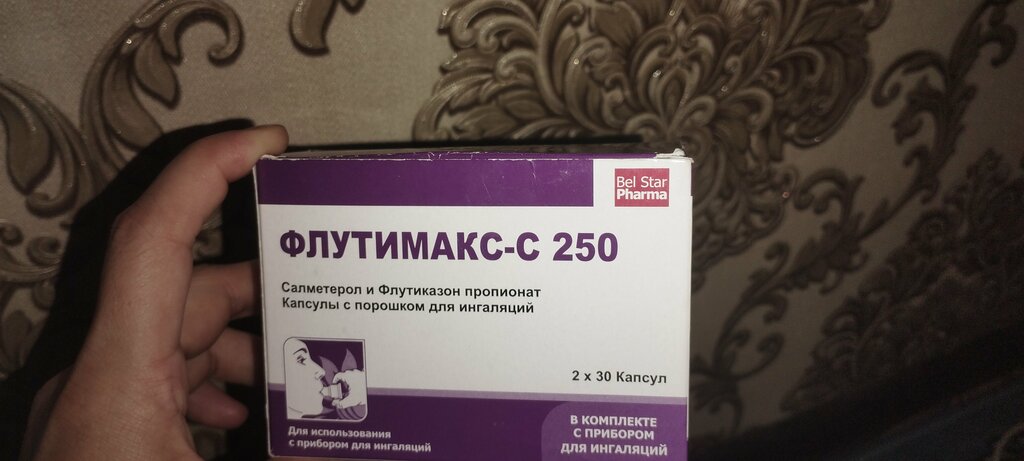 Bel Star
Pharma
ФЛУТИМАКС-С 250
Салметерол и Флутиказон пропионат
Капсулы с порошком для ингаляций
2 x 30 Капсул
Для использования
с прибором для ингаляций
В КОМПЛЕКТЕ
С ПРИБОРОМ
ДЛЯ ИНГАЛЯЦИЙ